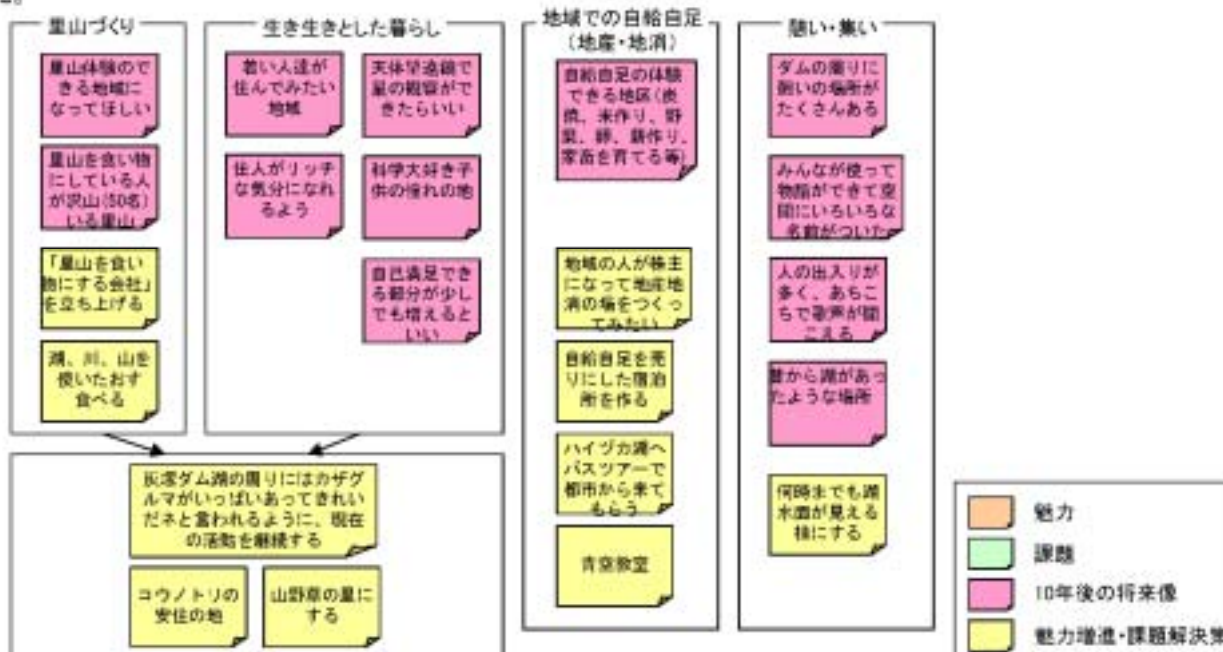 里山づくり
里山体験ので
きる地域に
なってほしい
里山を食い物
にしている人
が沢山(50名)
いる里山
「里山を食い
物にする会社」
を立ち上げる
湖、川、山を
使いたおす
食べる
生き生きとした暮らし
若い人達が
住んでみたい
地域
天体望遠鏡で
星の観察がで
きたらいい
住人がリッチ
な気分になれ
るよう
科学大好き子
供の憧れの地
自己満足でき
る部分が少し
でも増えると
いい
灰塚ダム湖の周りにはカザグ
ルマがいっぱいあってきれい
だネと言われるように、現在
の活動を継続する
コウノトリの
安住の地
山野草の里に
する
地域での自給自足
(地産・地消)
自給自足の体験
できる地区(炭
焼、米作り、野
菜、卵、餅作り、
家畜を育てる等)
地域の人が株主
になって地産地
消の場をつくっ
てみたい
自給自足を売
りにした宿泊
所を作る
ハイヅカ湖へ
バスツアーで
都市から来て
もらう
青空教室
憩い・集い
ダムの周りに
憩いの場所が
たくさんある
みんなが使って
物語ができて空
間にいろいろな
名前がついた
人の出入りが
多く、あちこ
ちで歌声が聞
こえる
昔から湖があっ
たような場所
何時までも湖
水面が見える
様にする
魅力
課題
10年後の将来像
魅力増進・課題解決策